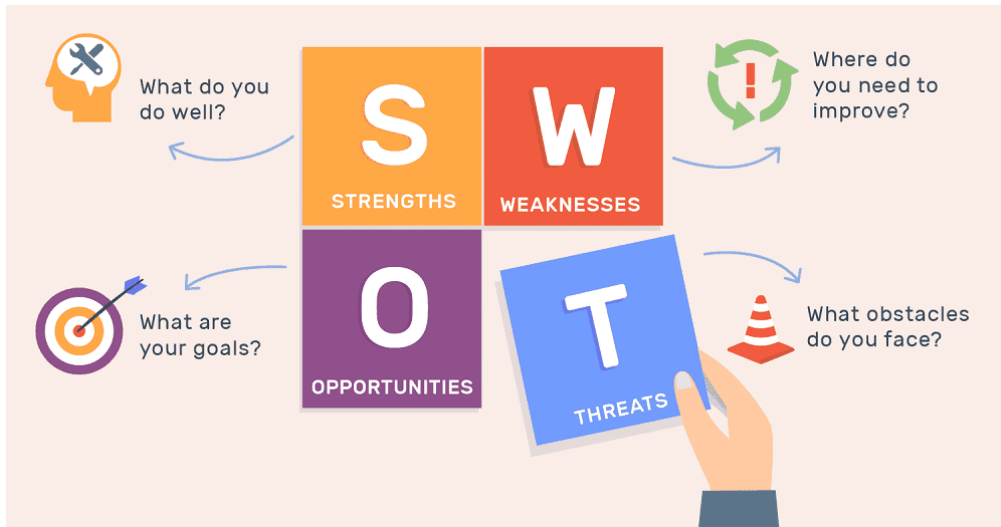 What do you
do well?
S
STRENGTHS
W
WEAKNESSES
!
Where do
you need to
improve?
What are
your goals?
O
OPPORTUNITIES
T
THREATS
What obstacles
do you face?